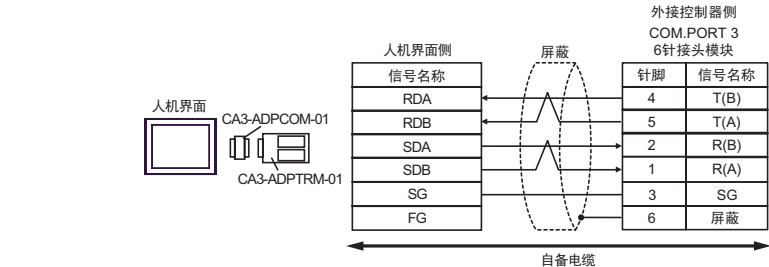 外接控制器侧
COM.PORT 3
人机界面侧 屏蔽 6针接头模块
信号名称 针脚 信号名称
人机界面
CA3-ADPCOM-01
CA3-ADPTRM-01
RDA 4 T(B)
RDB 5 T(A)
SDA 2 R(B)
SDB 1 R(A)
SG 3 SG
FG 6 屏蔽
自备电缆